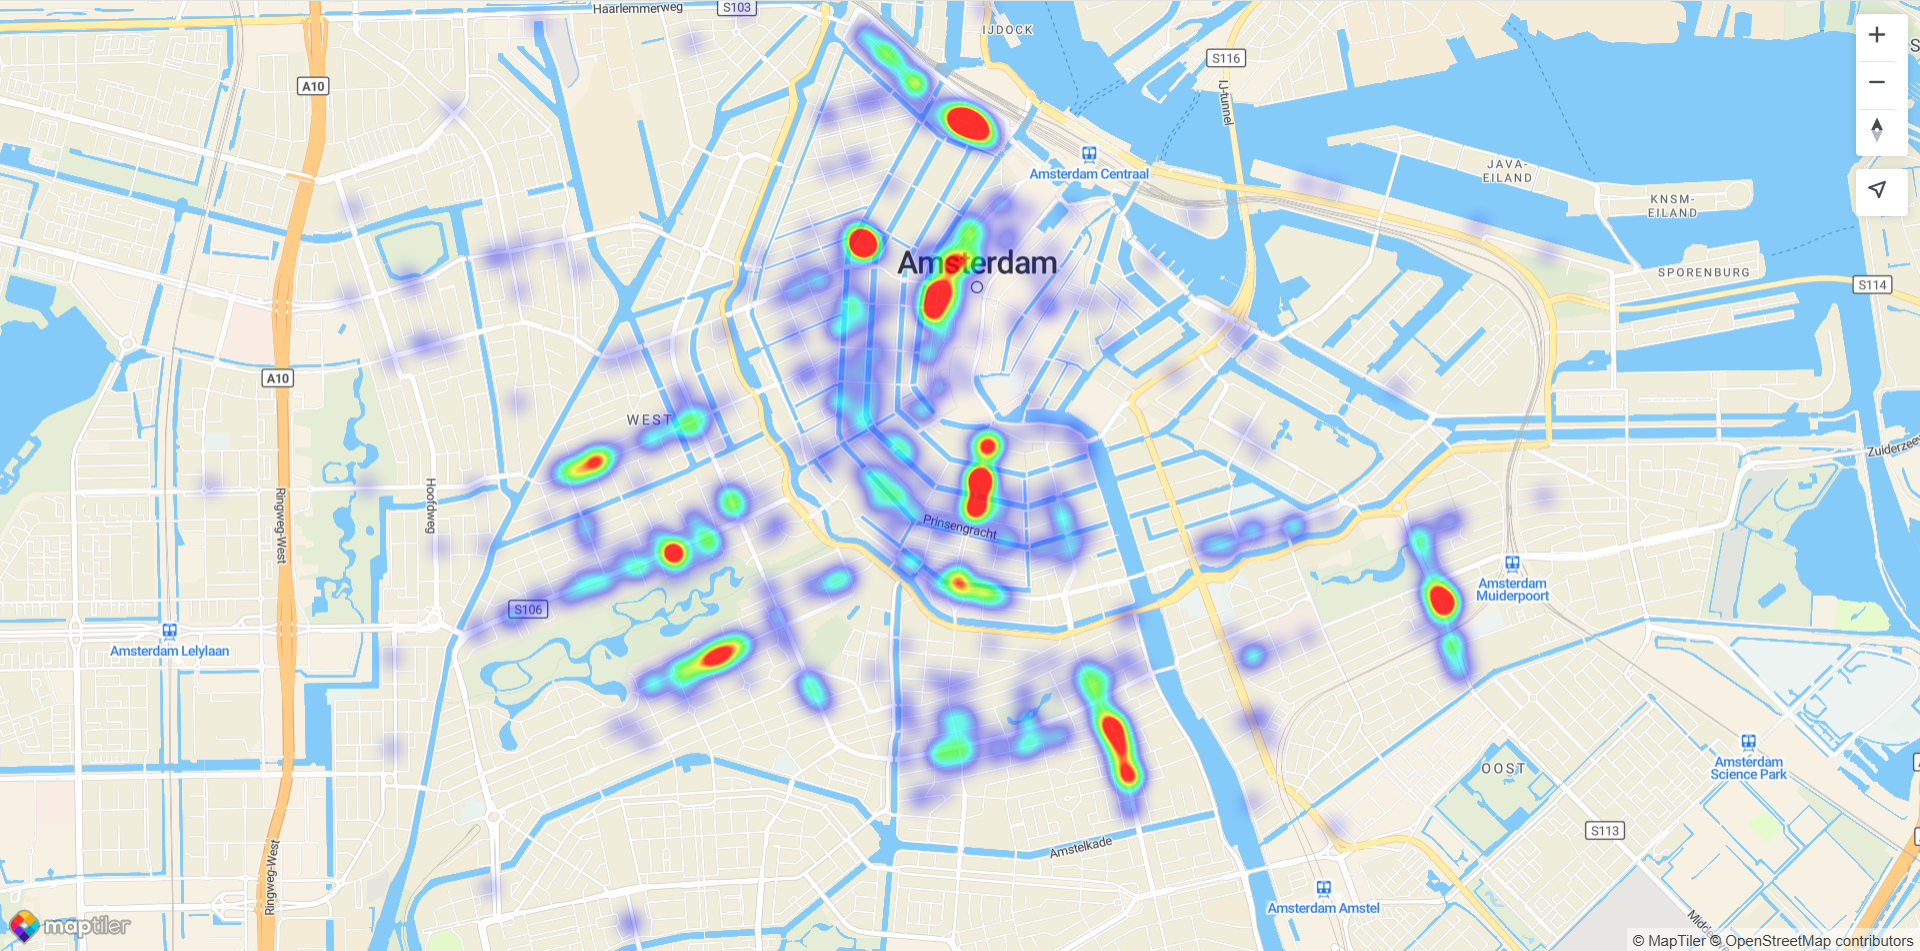 Haarlemmerweg
S103
IJDOCK
S116
IJ-tunnel
A10
Amsterdam Centraal
JAVA-
EILAND
KNSM-
EILAND
Amsterdam
SPORENBURG
S114
A10
WEST
Hoofdweg
Ringweg-West
Prinsengracht
Amsterdam
Muiderpoort
S106
Amsterdam Lelylaan
Amsterdam
Science Park
OOST
S113
Amstelkade
Ringweg-West
Amsterdam Amstel
maptiler
© MapTiler © OpenStreetMap contributors